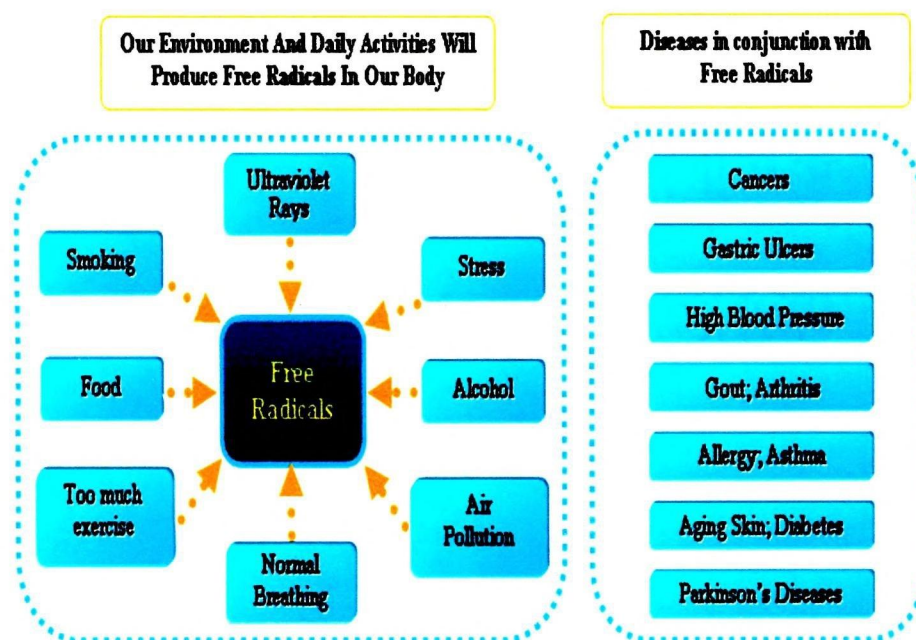 Our Environment And Daily Activities Will
Produce Free Radicals In Our Body
Diseases in conjunction with
Free Radicals
Ultraviolet
Rays
Smoking
Stress
Food
Free
Radicals
Alcohol
Too much
exercise
Air
Pollution
Normal
Breathing
Cancers
Gastric Ulcers
High Blood Pressure
Gout; Arthritis
Allergy; Asthma
Aging Skin; Diabetes
Parkinson's Diseases